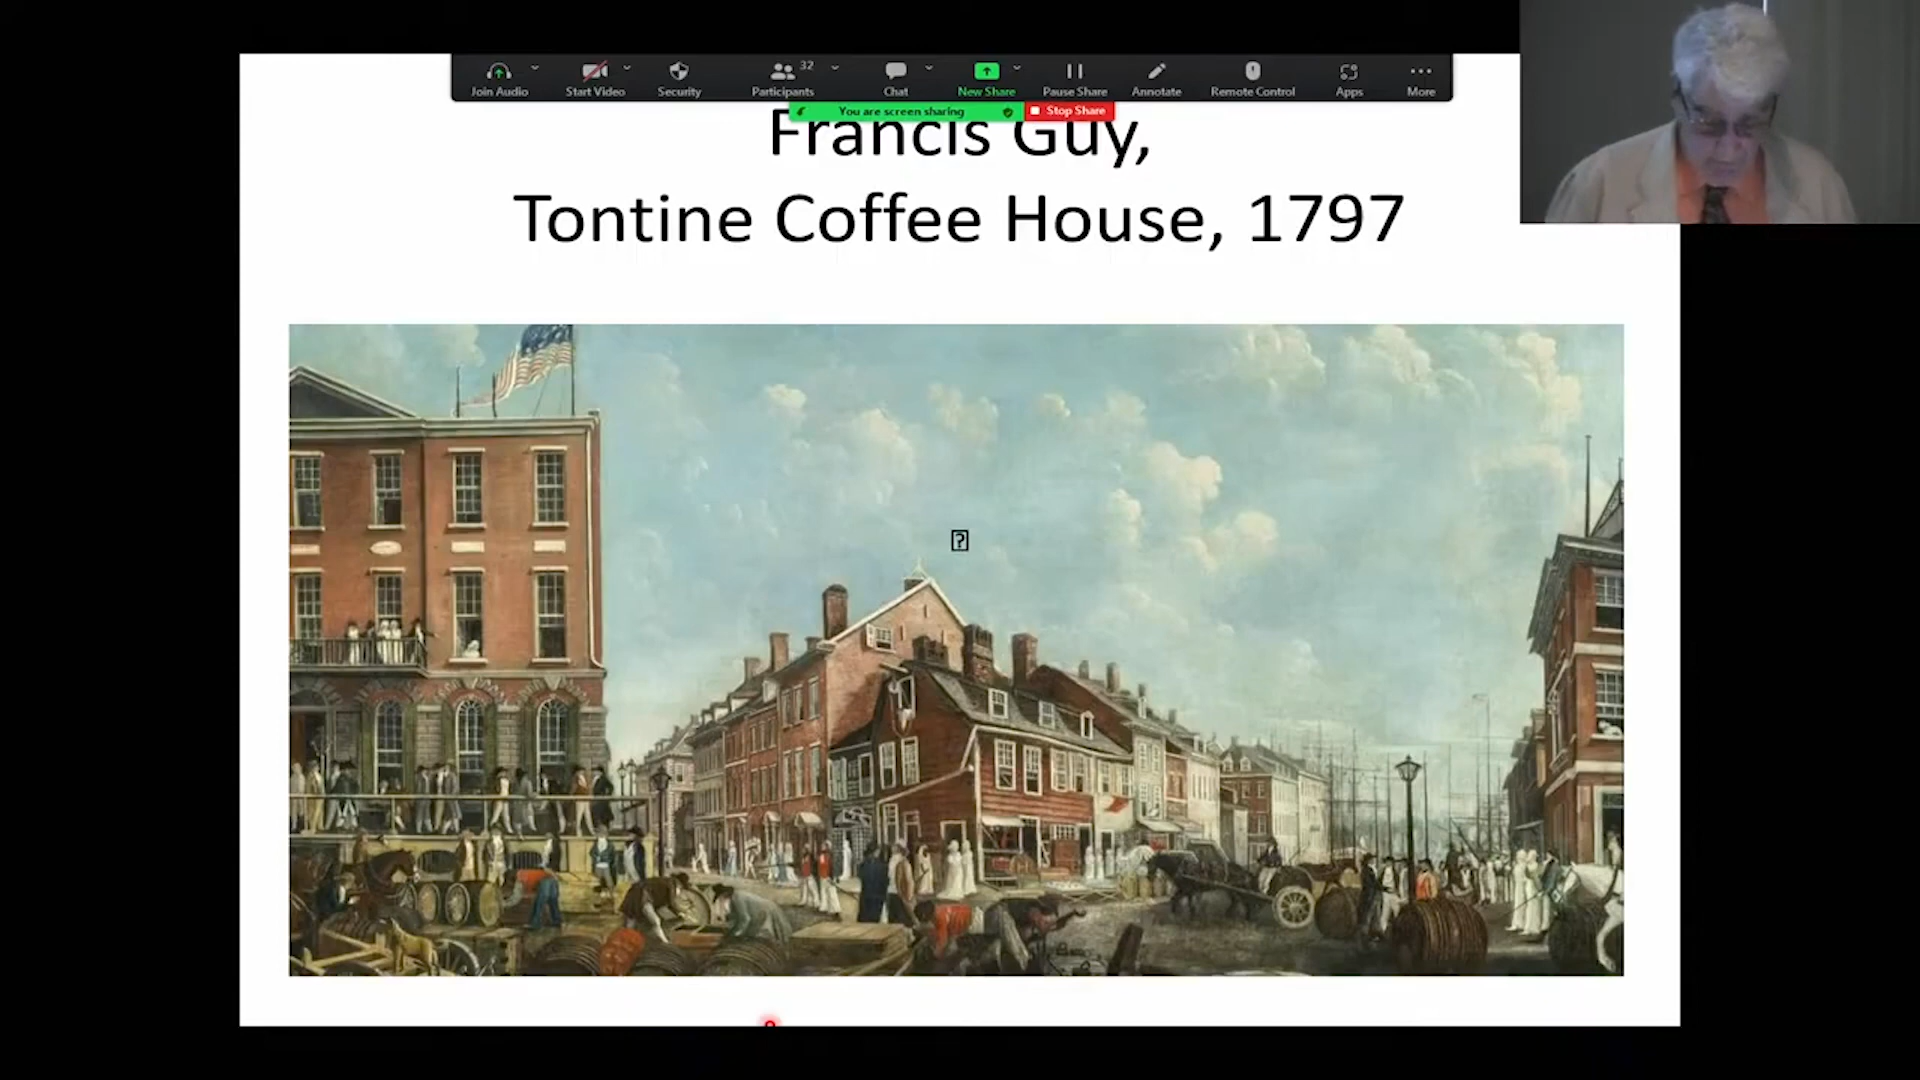 Join Audio
Start Video
Security
32
Participants
Chat
New Share
Pause Share
Annotate
Remote Control
Apps
More
You are screen sharing
Stop Share
Francis Guy,
Tontine Coffee House, 1797